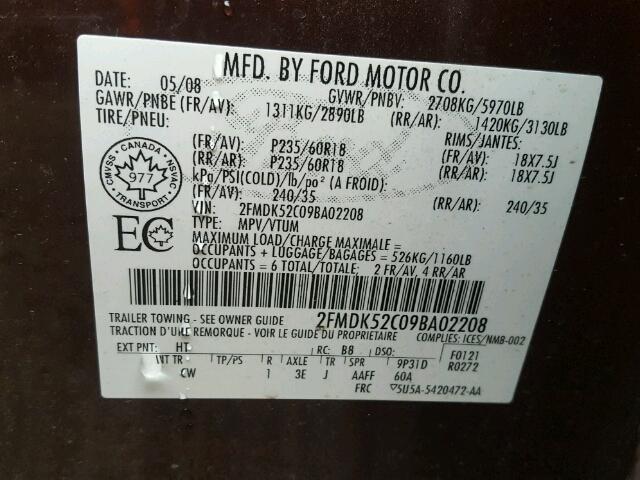 MFD. BY FORD MOTOR CO.
DATE: 05/08 GVWR/PNBV: 2708KG/5970LB
GAWR/PNBE (FR/AV): 1311KG/2890LB (RR/AR): 1420KG/3130LB
TIRE/PNEU: RIMS/JANTES:
(FR/AV): P235/60R18 18X7.5J
(RR/AR): P235/60R18 18X7.5J
kPa/PSI(COLD)/lb/po² (A FROID):
(FR/AV): 240/35 (RR/AR): 240/35
VIN: 2FMDK52C09BA02208
TYPE: MPV/VTUM
MAXIMUM LOAD/CHARGE MAXIMALE =
OCCUPANTS + LUGGAGE/BAGAGES = 526KG/1160LB
OCCUPANTS = 6 TOTAL/TOTALE; 2 FR/AV, 4 RR/AR
CANADA
CMVSS 977 NSVAC
TRANSPORT
EC
TRAILER TOWING - SEE OWNER GUIDE 2FMDK52C09BA02208
TRACTION D'UNE REMORQUE - VOIR LE GUIDE DU PROPRIETAIRE COMPLIES: ICES/NMB-002
EXT PNT: HT RC: B8 DSO: F0121
INT TR TP/PS R AXLE TR SPR 9P31D R0272
CW 1 3E J AAFF 60A
FRC 5U5A-5420472-AA